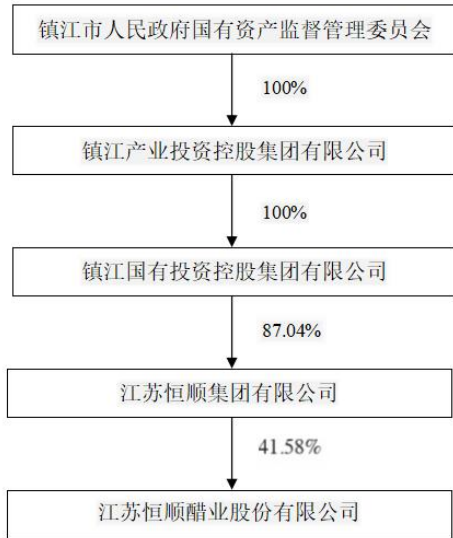 镇江市人民政府国有资产监督管理委员会
100%
镇江产业投资控股集团有限公司
100%
镇江国有投资控股集团有限公司
87.04%
江苏恒顺集团有限公司
41.58%
江苏恒顺醋业股份有限公司